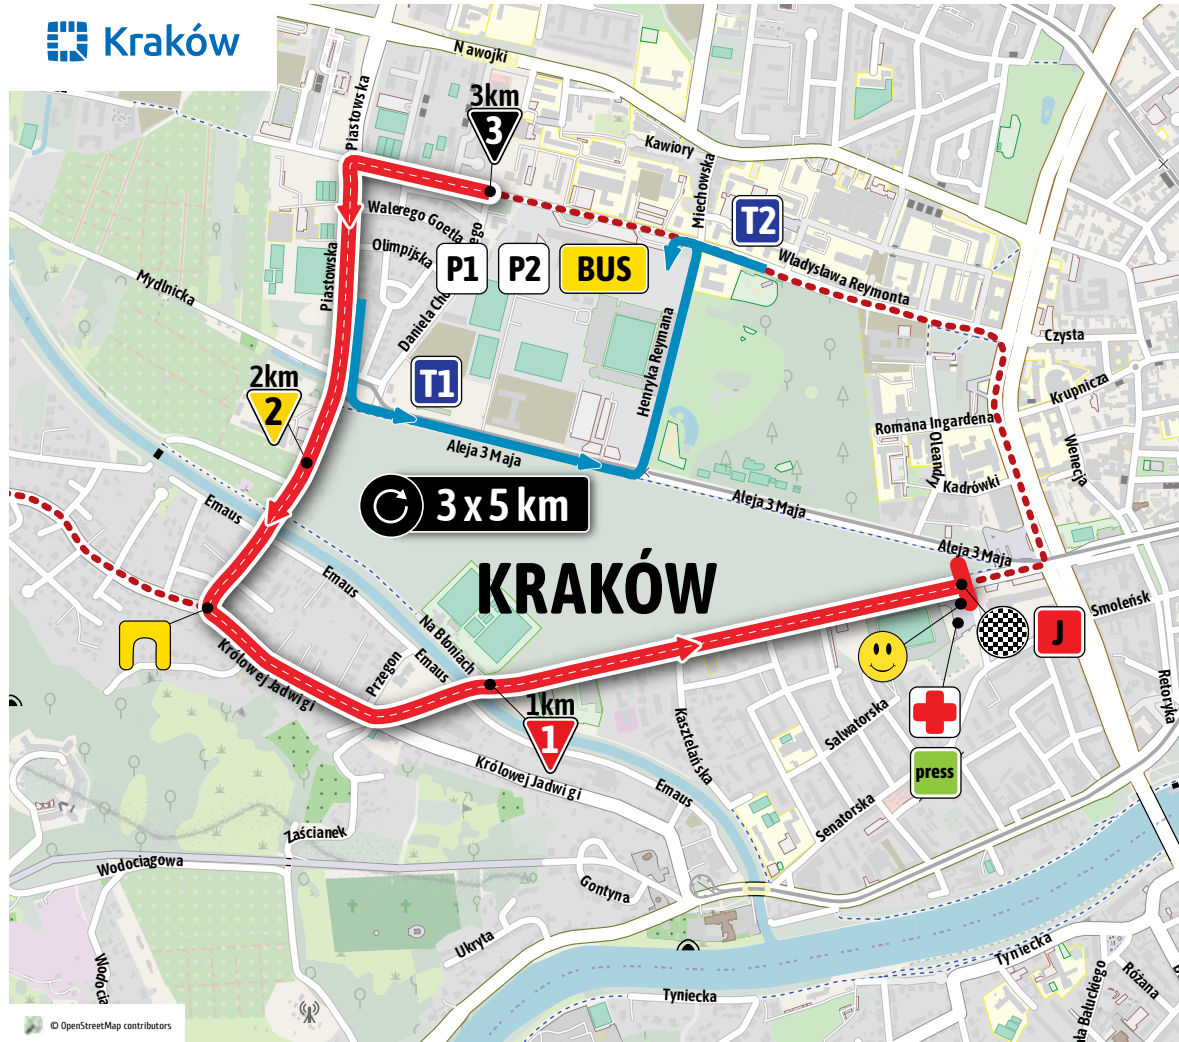 Kraków
Nawojki
Piastowska
3km
3
Kawiory
Miechowska
Walerego Goetla
T2
Olimpijska
P1
P2
BUS
Władysława Reymonta
Piastowska
Mydlnicka
Henryka Reymana
Czysta
T1
2km
2
Krupnicza
Romana Ingardena
Oleandry
Wenecja
Aleja 3 Maja
Kadrówki
Aleja 3 Maja
3 x 5 km
Emaus
Aleja 3 Maja
KRAKÓW
Emaus
Smoleńsk
J
Na Błoniach
Emaus
Królowej Jadwigi
Przegon
Retoryka
1km
1
Kasztelańska
Salwatorska
press
Królowej Jadwigi
Emaus
Senatorska
Zaścianek
Wodociągowa
Gontyna
Ukryta
Tyniecka
Różana
Tyniecka
© OpenStreetMap contributors